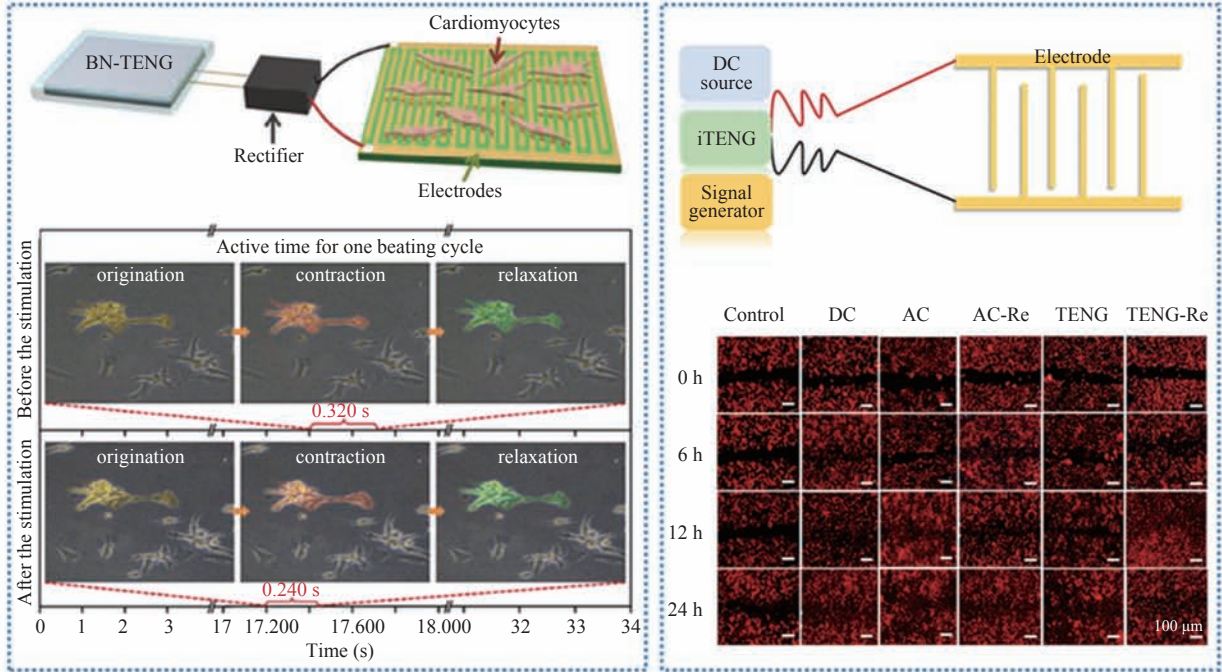 Cardiomyocytes
BN-TENG
Rectifier
Electrodes
Active time for one beating cycle
Before the stimulation
origination
contraction
relaxation
0.320 s
After the stimulation
origination
contraction
relaxation
0.240 s
0 1 2 3 17 17.200 17.600 18.000 32 33 34
Time (s)
DC
source
iTENG
Signal
generator
Electrode
Control DC AC AC-Re TENG TENG-Re
0 h
6 h
12 h
24 h
100 μm